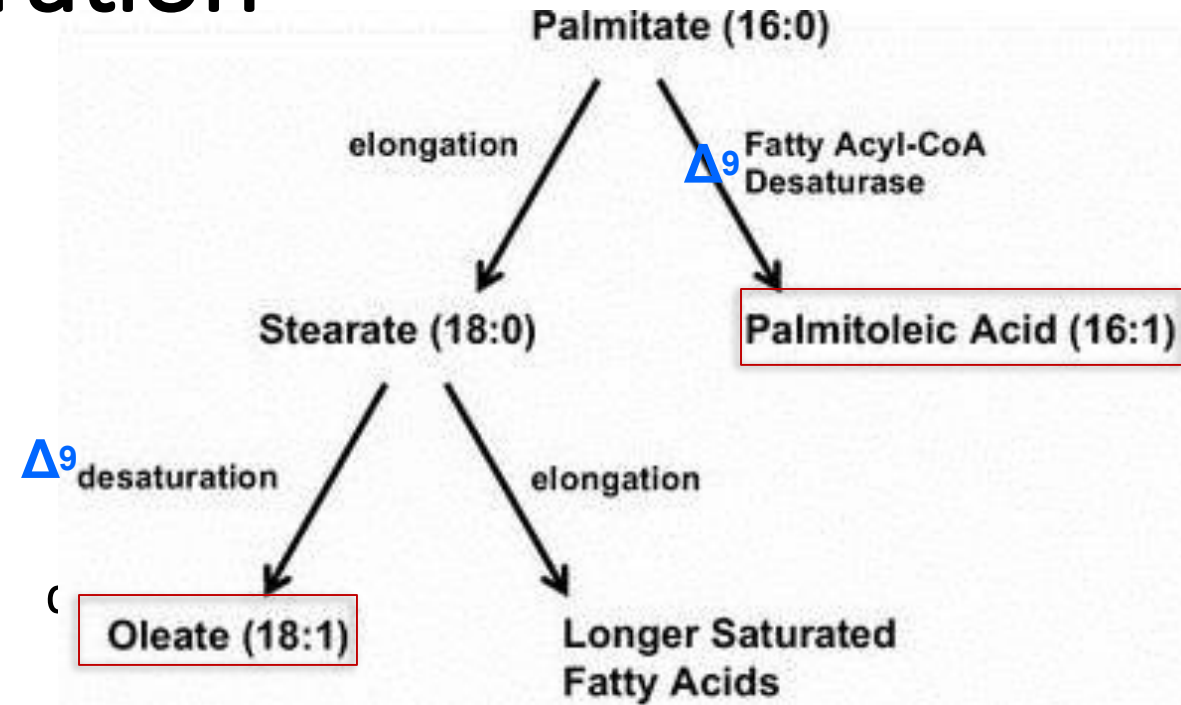 Palmitate (16:0)
elongation
Δ9 Fatty Acyl-CoA
Desaturase
Stearate (18:0)
Palmitoleic Acid (16:1)
Δ9 desaturation
elongation
Oleate (18:1)
Longer Saturated
Fatty Acids